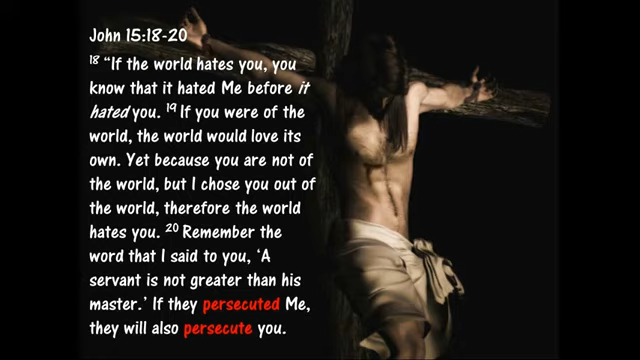 John 15:18-20
18 “If the world hates you, you
know that it hated Me before it
hated you. 19 If you were of the
world, the world would love its
own. Yet because you are not of
the world, but I chose you out of
the world, therefore the world
hates you. 20 Remember the
word that I said to you, ‘A
servant is not greater than his
master.’ If they persecuted Me,
they will also persecute you.